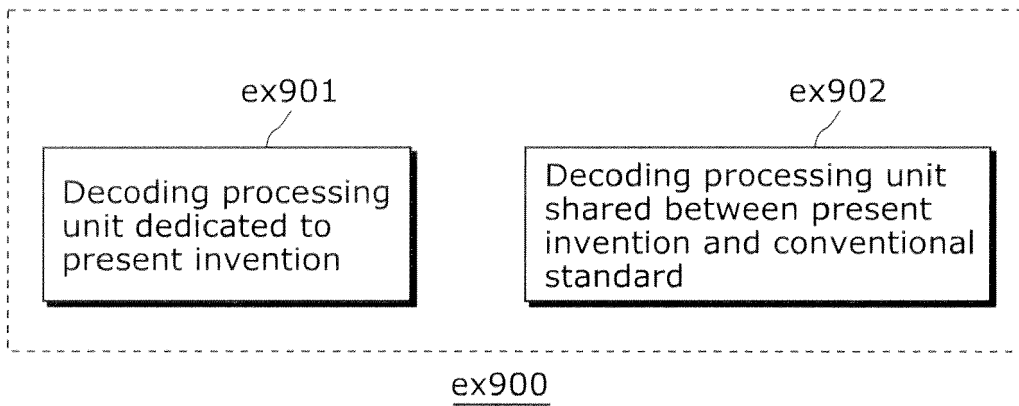 ex901
ex902
Decoding processing
unit dedicated to
present invention
Decoding processing unit
shared between present
invention and conventional
standard
ex900